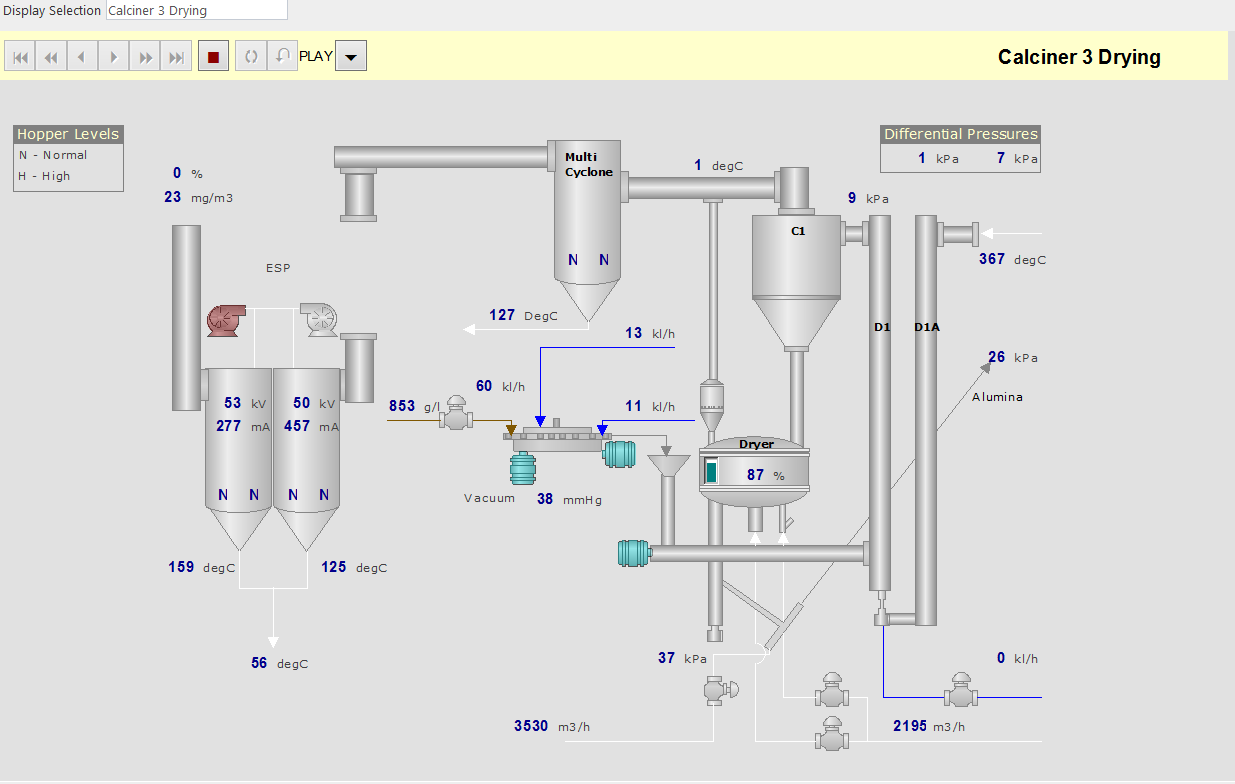 Display Selection Calciner 3 Drying
PLAY
Calciner 3 Drying
Hopper Levels
N - Normal
H - High
Differential Pressures
1 kPa 7 kPa
0 %
23 mg/m3
Multi
Cyclone
1 degC
9 kPa
C1
367 degC
N N
ESP
127 DegC
13 kl/h
D1 D1A
26 kPa
60 kl/h
Alumina
53 kV 50 kV
853 g/l
11 kl/h
277 mA 457 mA
Dryer
87 %
N N N N
Vacuum 38 mmHg
159 degC 125 degC
56 degC
37 kPa
0 kl/h
3530 m3/h
2195 m3/h